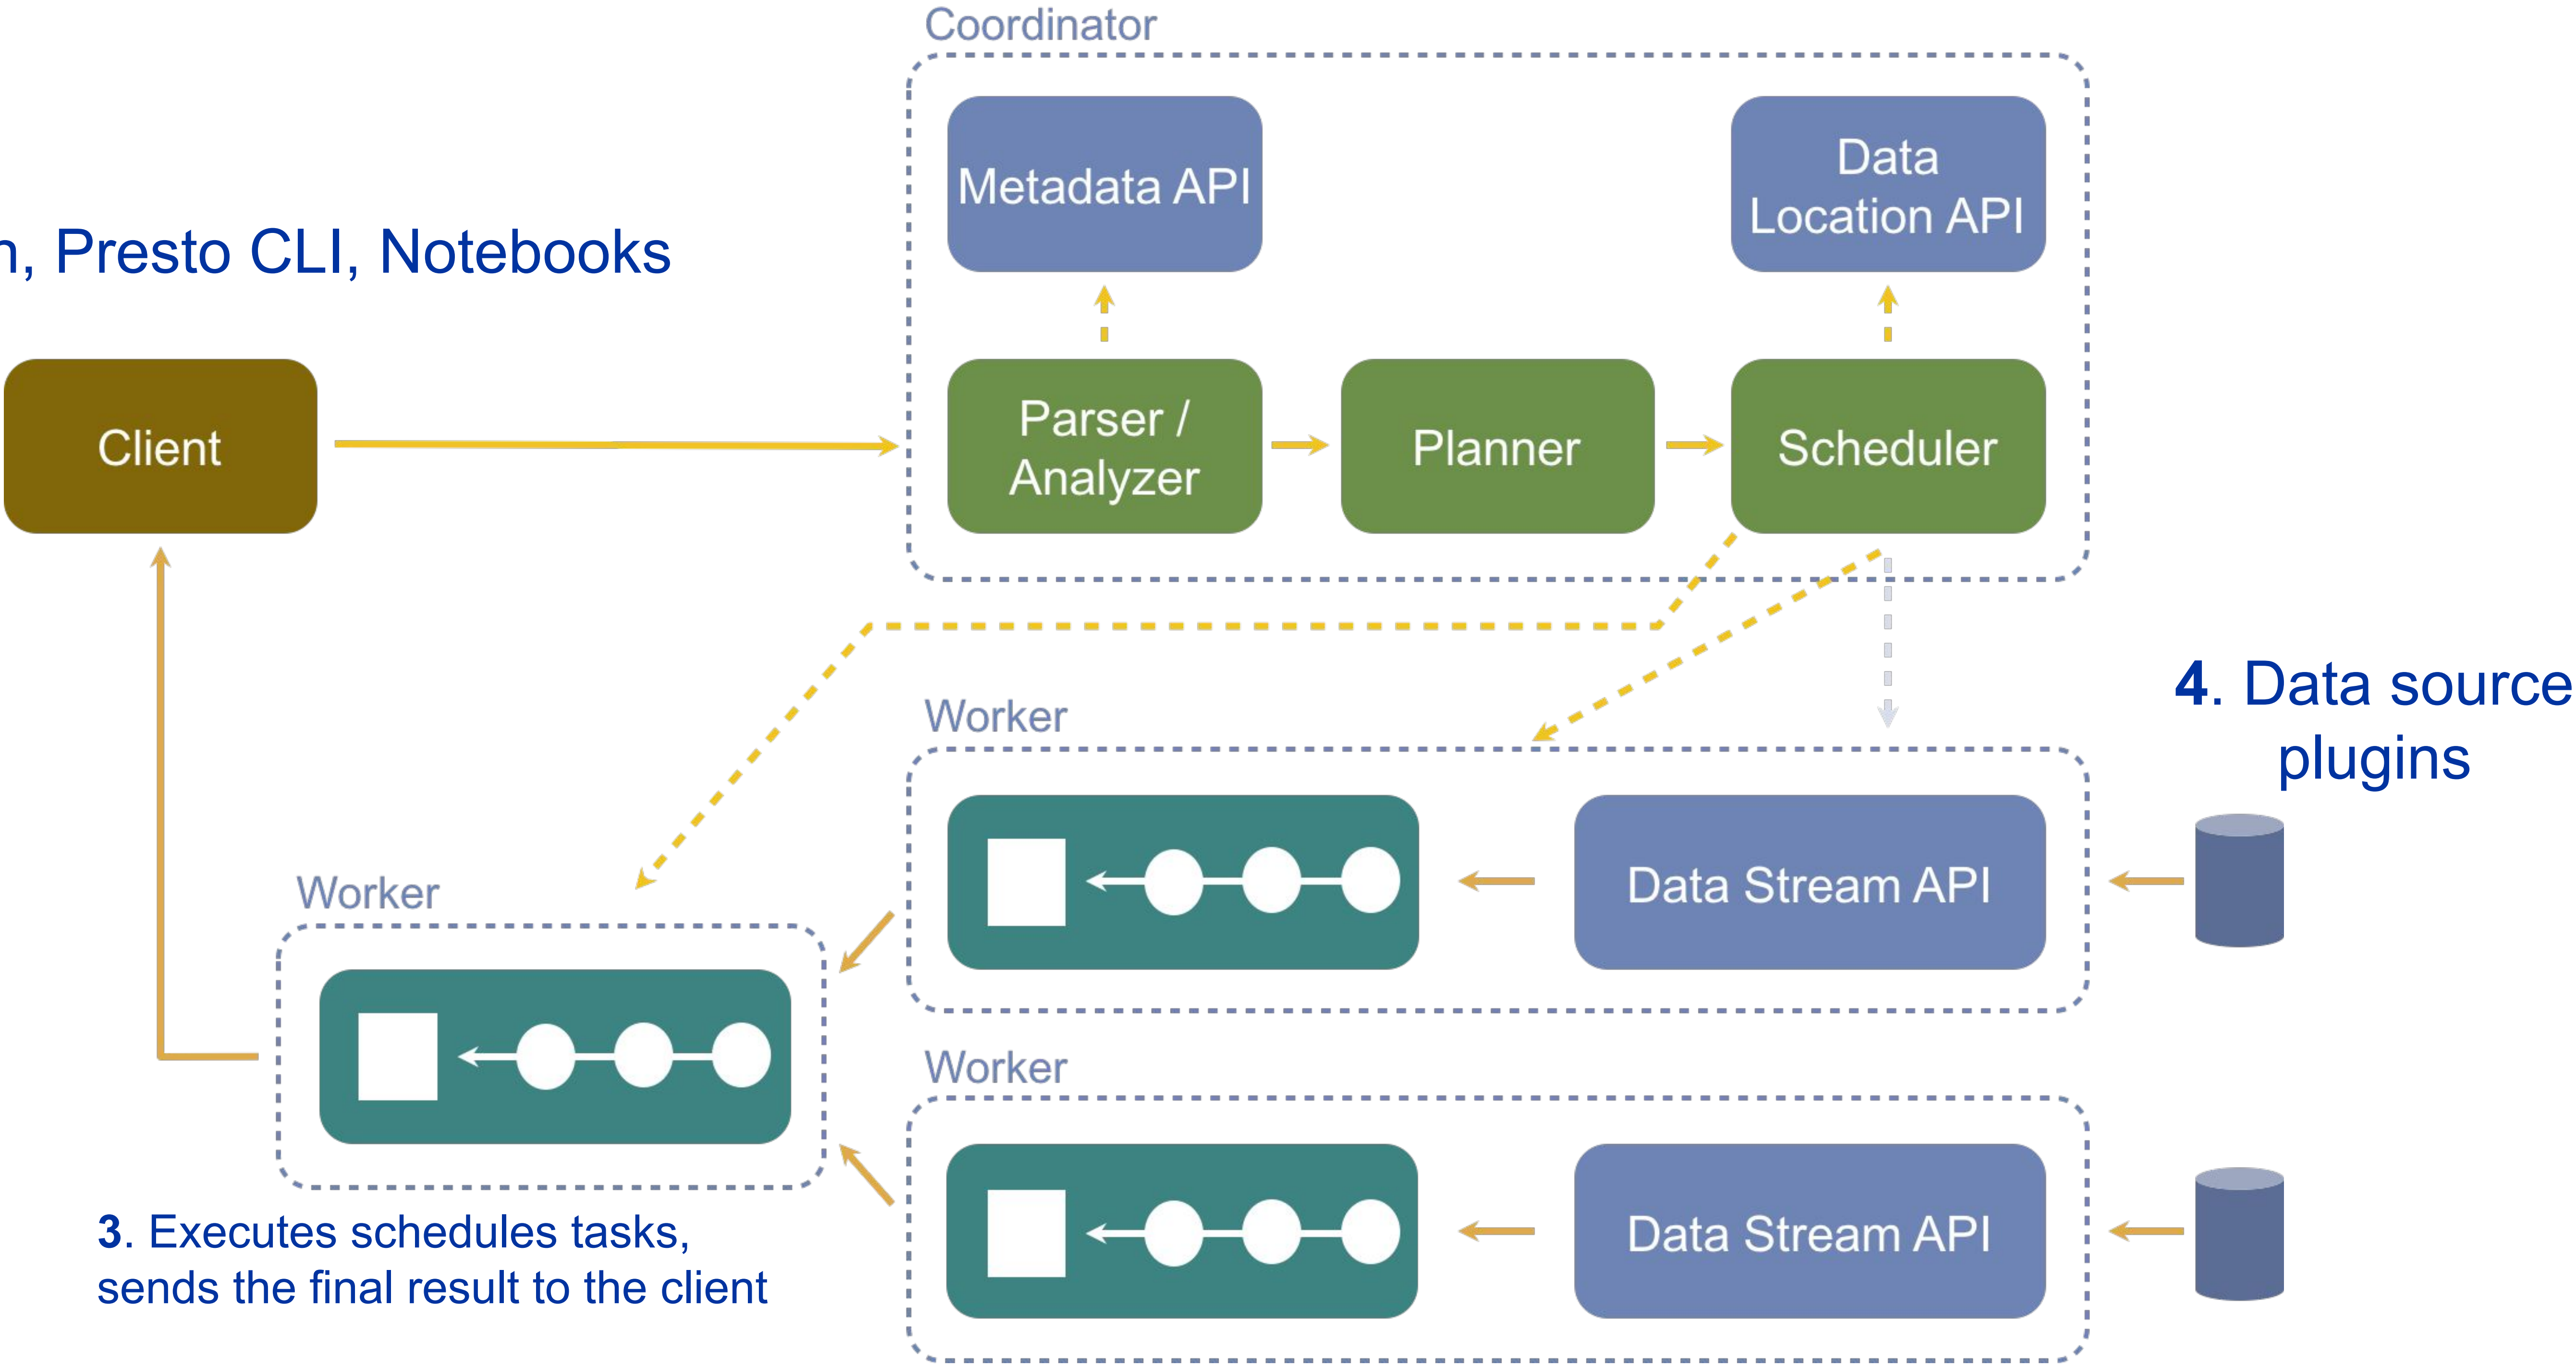 Coordinator
Metadata API
Data
Location API
, Presto CLI, Notebooks
Client
Parser /
Analyzer
Planner
Scheduler
4. Data source
plugins
Worker
Data Stream API
Worker
3. Executes schedules tasks,
sends the final result to the client
Worker
Data Stream API